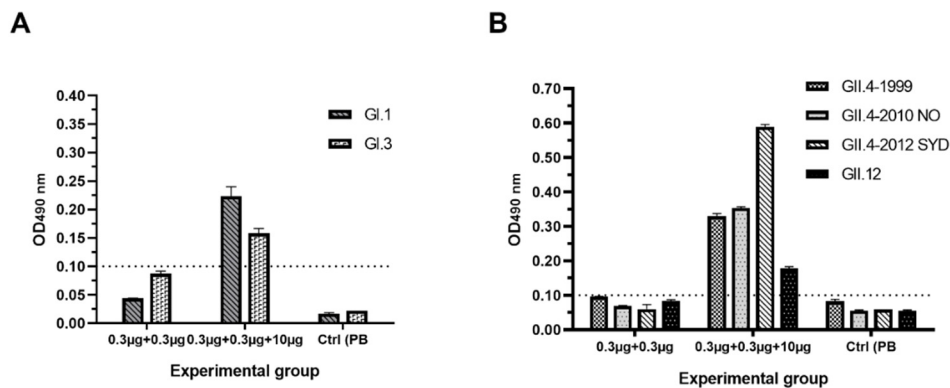 A
0.40
0.35
0.30
0.25
0.20
0.15
0.10
0.05
0.00
OD490 nm
GI.1
GI.3
0.3μg+0.3μg 0.3μg+0.3μg+10μg Ctrl (PB
Experimental group
B
0.70
0.60
0.50
0.40
0.30
0.20
0.10
0.00
OD490 nm
GII.4-1999
GII.4-2010 NO
GII.4-2012 SYD
GII.12
0.3μg+0.3μg 0.3μg+0.3μg+10μg Ctrl (PB
Experimental group